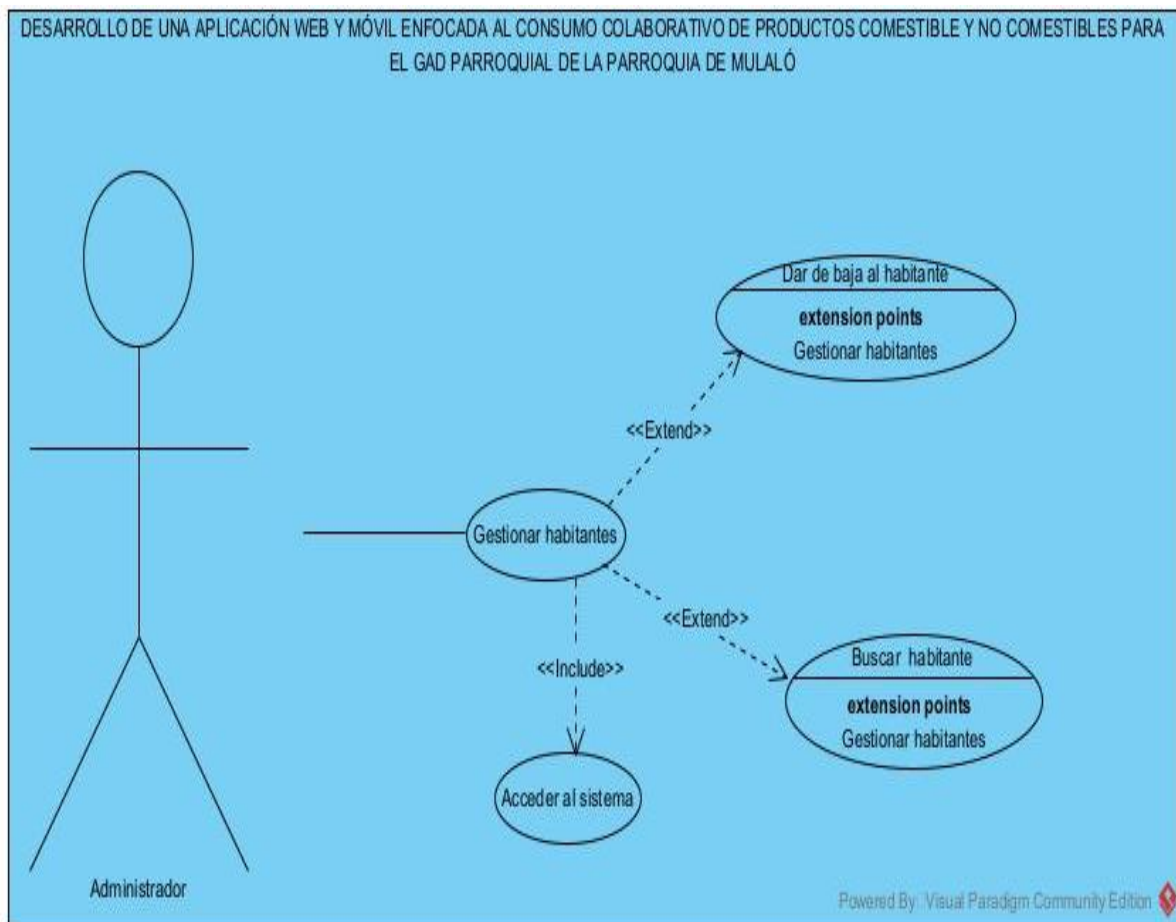 DESARROLLO DE UNA APLICACIÓN WEB Y MÓVIL ENFOCADA AL CONSUMO COLABORATIVO DE PRODUCTOS COMESTIBLE Y NO COMESTIBLES PARA
EL GAD PARROQUIAL DE LA PARROQUIA DE MULALÓ
Dar de baja al habitante
extension points
Gestionar habitantes
<<Extend>>
Gestionar habitantes
<<Extend>>
<<Include>>
Buscar habitante
extension points
Gestionar habitantes
Acceder al sistema
Administrador
Powered By: Visual Paradigm Community Edition